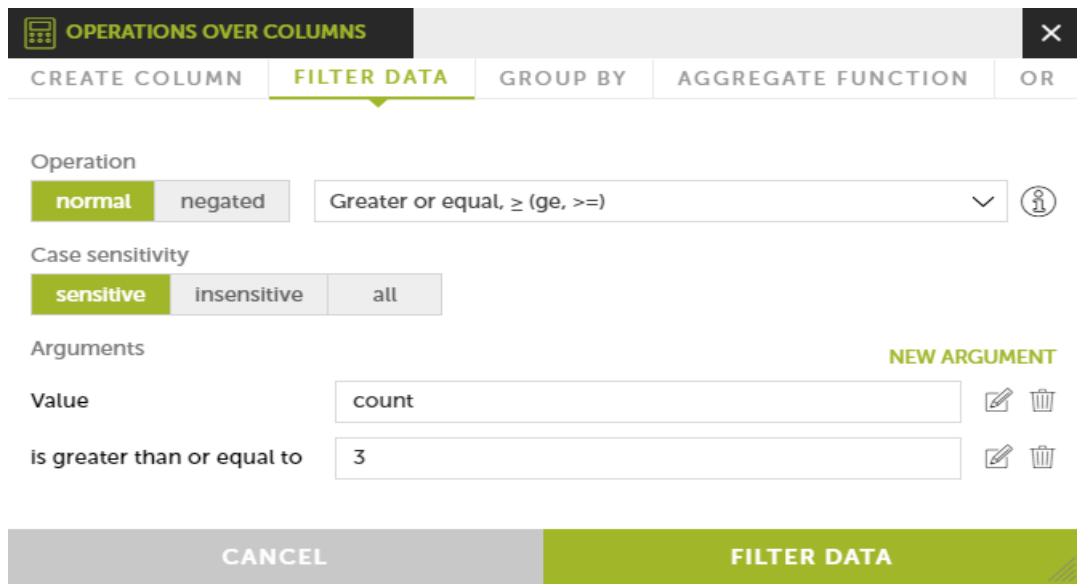 OPERATIONS OVER COLUMNS
CREATE COLUMN FILTER DATA GROUP BY AGGREGATE FUNCTION OR
Operation
normal negated Greater or equal, ≥ (ge, >=)
Case sensitivity
sensitive insensitive all
Arguments
NEW ARGUMENT
Value count
is greater than or equal to 3
CANCEL FILTER DATA